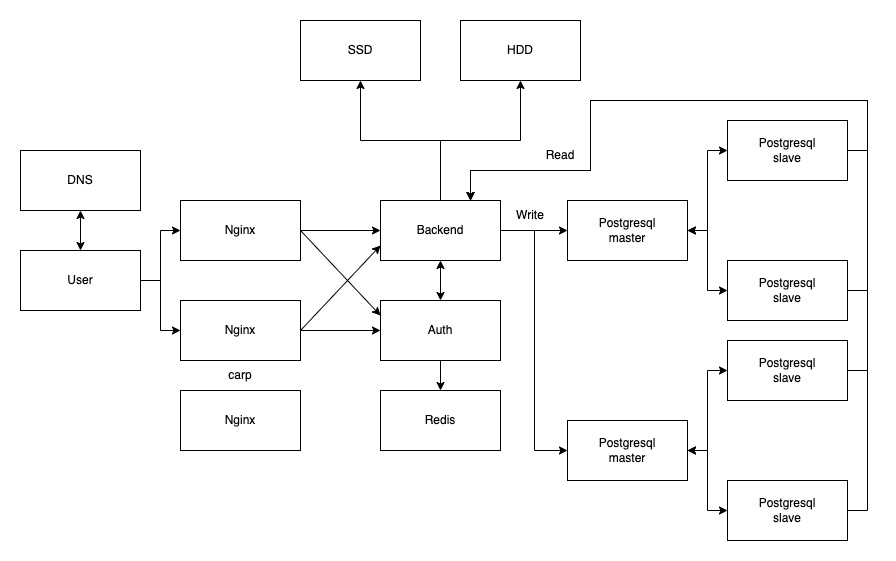 SSD
HDD
Postgresql
slave
Read
DNS
Nginx
Backend
Write
Postgresql
master
User
Postgresql
slave
Nginx
Auth
Postgresql
slave
carp
Nginx
Redis
Postgresql
master
Postgresql
slave